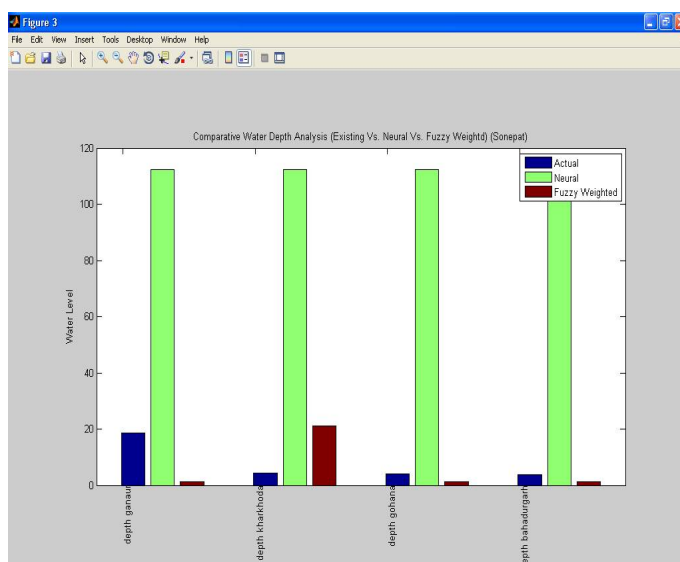 Figure 3
File Edit View Insert Tools Desktop Window Help
Comparative Water Depth Analysis (Existing Vs. Neural Vs. Fuzzy Weightd) (Sonepat)
Actual
Neural
Fuzzy Weighted
120
100
80
60
40
20
0
Water Level
depth ganaur
depth kharkhoda
depth gohana
depth bahadurgarh